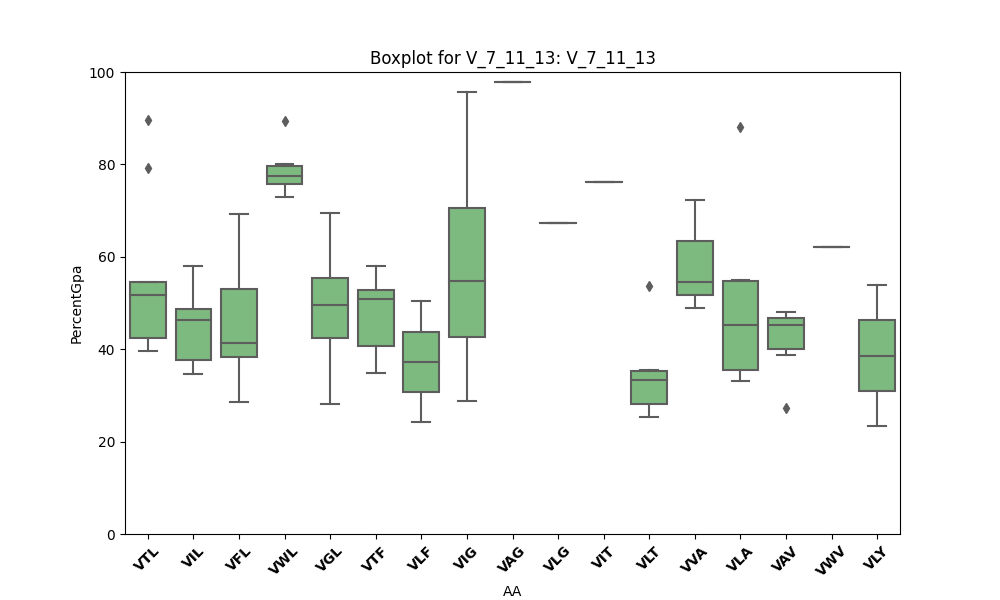 Boxplot for V_7_11_13: V_7_11_13
100
80
60
40
20
0
PercentGpa
VTL VIL VFL VWL VGL VTF VLF VIG VAG VLG VIT VLT VVA VLA VAV VWV VLY
AA